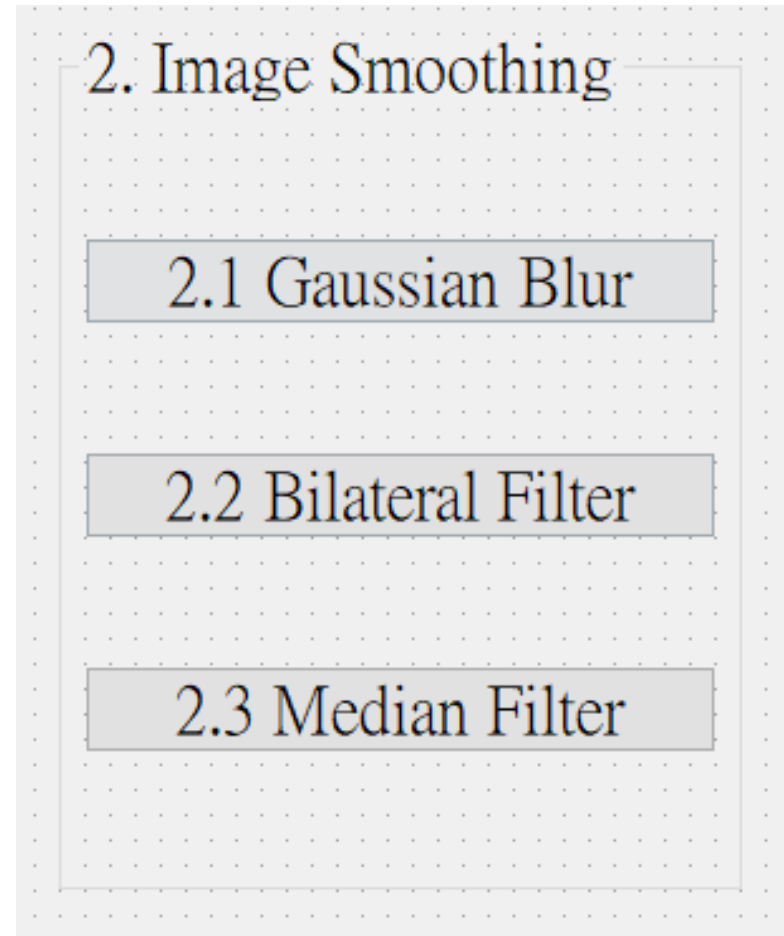 2. Image Smoothing
2.1 Gaussian Blur
2.2 Bilateral Filter
2.3 Median Filter